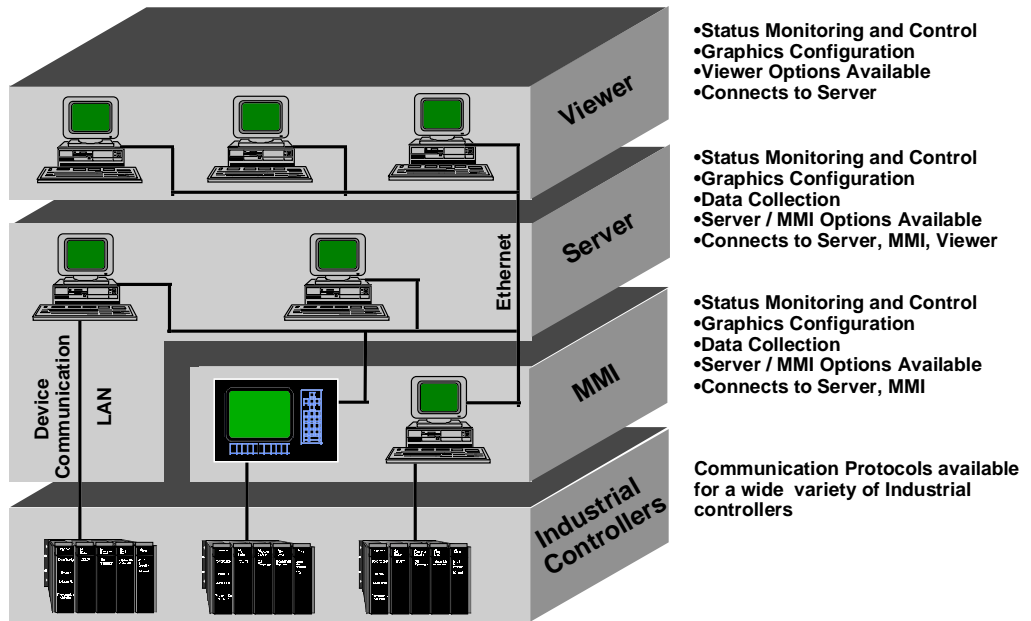 •Status Monitoring and Control
•Graphics Configuration
•Viewer Options Available
•Connects to Server
Viewer
•Status Monitoring and Control
•Graphics Configuration
•Data Collection
•Server / MMI Options Available
•Connects to Server, MMI, Viewer
Server
Ethernet
•Status Monitoring and Control
•Graphics Configuration
•Data Collection
•Server / MMI Options Available
•Connects to Server, MMI
MMI
Device
Communication
LAN
Communication Protocols available
for a wide variety of Industrial
controllers
Industrial
Controllers